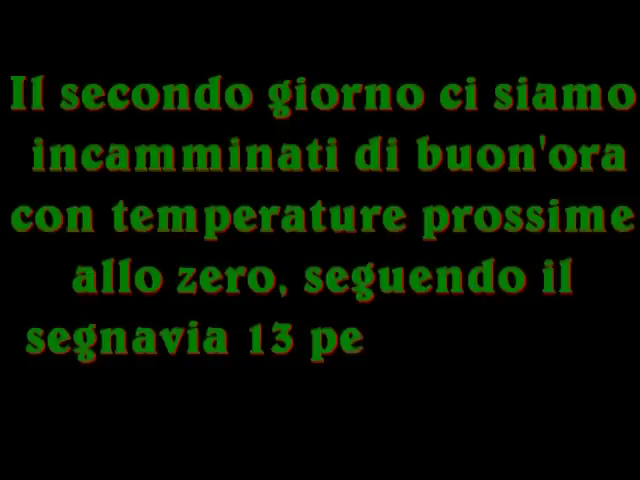 Il secondo giorno ci siamo
incamminati di buon'ora
con temperature prossime
allo zero, seguendo il
segnavia 13 pe